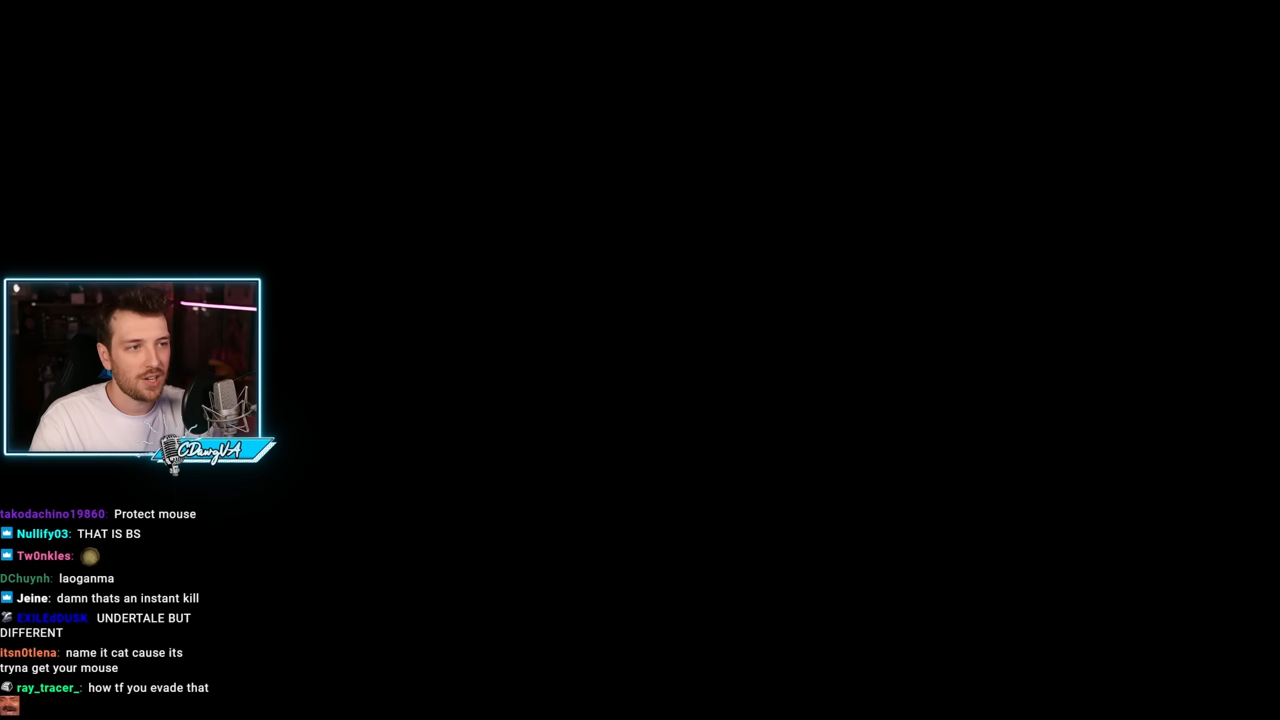 CDawgVA
takodachino19860: Protect mouse
Nullify03: THAT IS BS
Tw0nkles:
DChuynh: laoganma
Jeine: damn thats an instant kill
EXILEdDUSK UNDERTALE BUT
DIFFERENT
itsn0tlena: name it cat cause its
tryna get your mouse
ray_tracer_: how tf you evade that